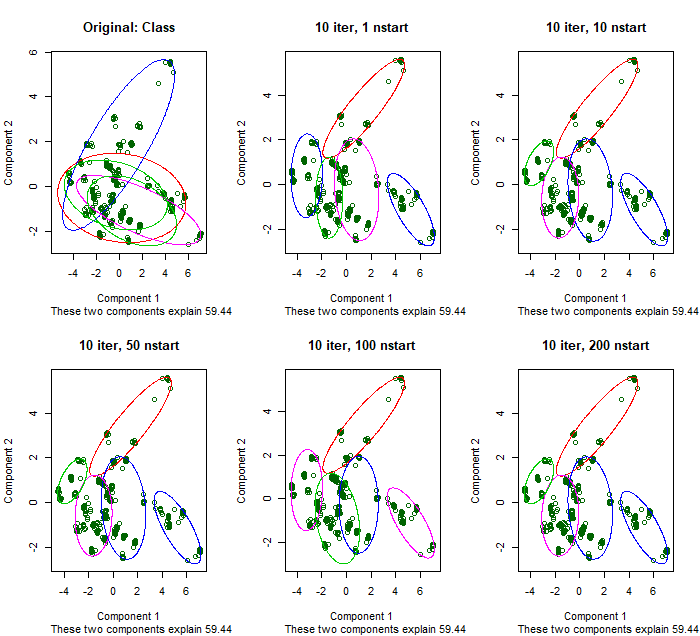 Original: Class
10 iter, 1 nstart
10 iter, 10 nstart
Component 2
-2
0
2
4
6
-4
-2
0
2
4
6
Component 1
These two components explain 59.44
Component 2
-2
0
2
4
-4
-2
0
2
4
6
Component 1
These two components explain 59.44
Component 2
-2
0
2
4
-4
-2
0
2
4
6
Component 1
These two components explain 59.44
10 iter, 50 nstart
10 iter, 100 nstart
10 iter, 200 nstart
Component 2
-2
0
2
4
-4
-2
0
2
4
6
Component 1
These two components explain 59.44
Component 2
-2
0
2
4
-4
-2
0
2
4
6
Component 1
These two components explain 59.44
Component 2
-2
0
2
4
-4
-2
0
2
4
6
Component 1
These two components explain 59.44